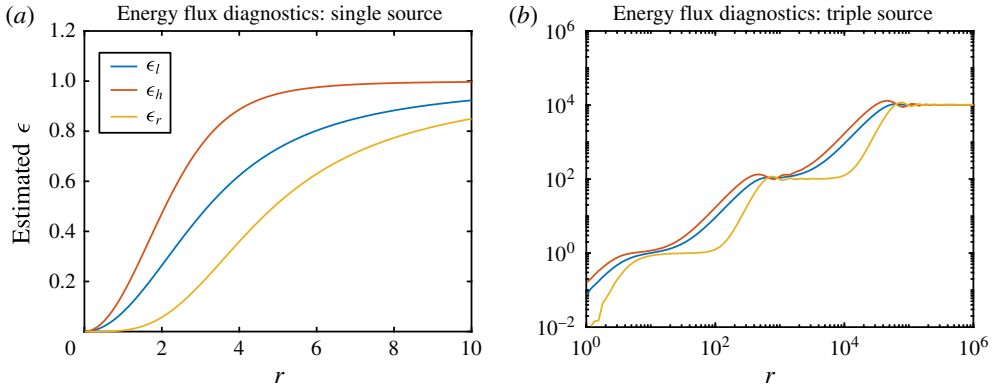 (a) Energy flux diagnostics: single source
1.2
1.0
0.8
0.6
0.4
0.2
0 2 4 6 8 10
r
Estimated ϵ
ϵ_l
ϵ_h
ϵ_r
(b) Energy flux diagnostics: triple source
10^6
10^4
10^2
10^0
10^−2
10^0 10^2 10^4 10^6
r